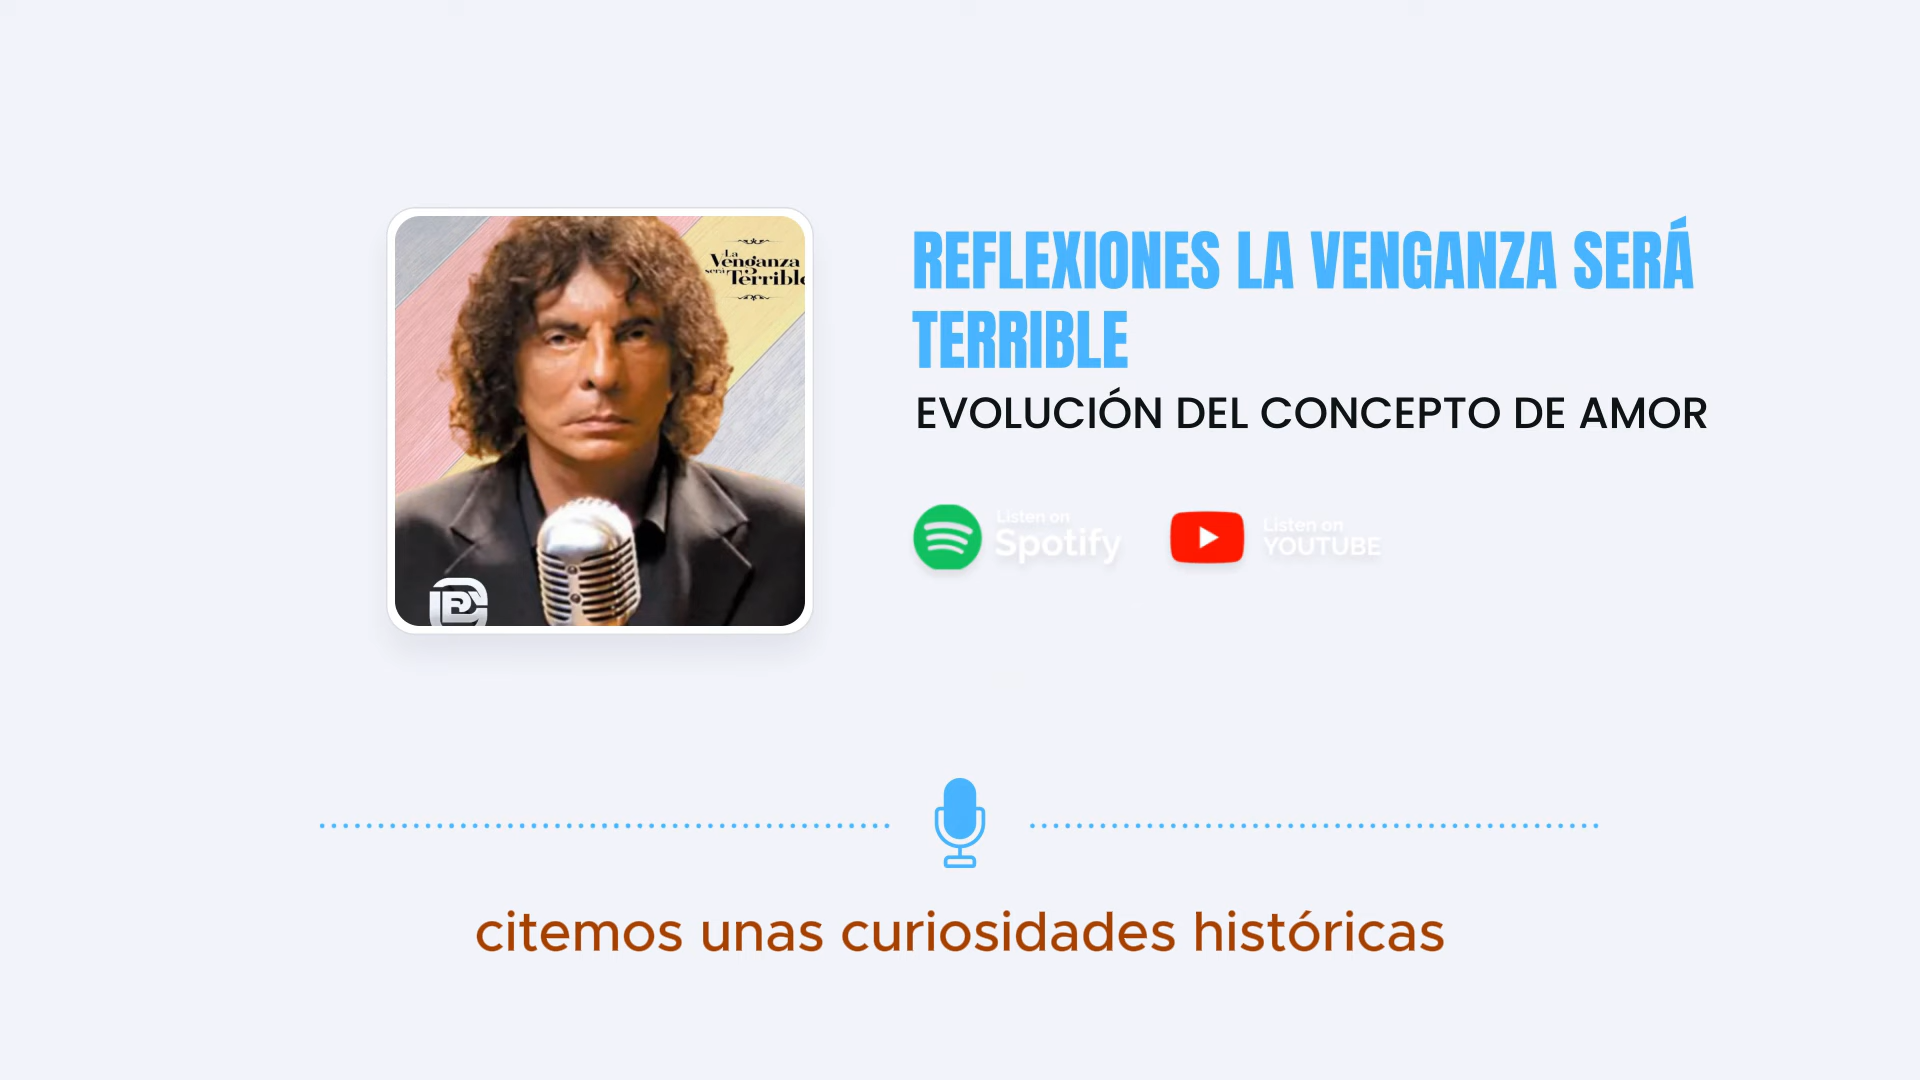 La
Venganza
será Terrible
REFLEXIONES LA VENGANZA SERÁ
TERRIBLE
EVOLUCIÓN DEL CONCEPTO DE AMOR
Listen on
Spotify
Listen on
YOUTUBE
citemos unas curiosidades históricas